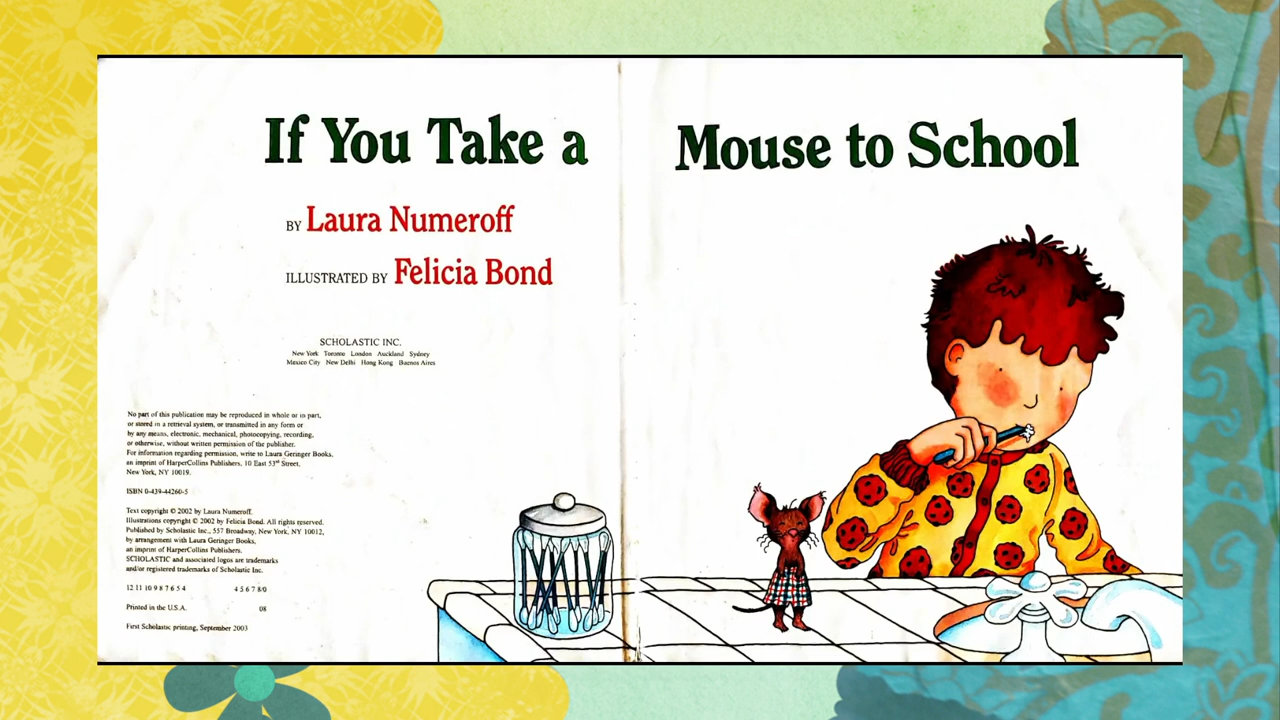 If You Take a Mouse to School
BY Laura Numeroff
ILLUSTRATED BY Felicia Bond
SCHOLASTIC INC.
New York Toronto London Auckland Sydney
Mexico City New Delhi Hong Kong Buenos Aires
No part of this publication may be reproduced in whole or in part,
or stored in a retrieval system, or transmitted in any form or
by any means, electronic, mechanical, photocopying, recording,
or otherwise, without written permission of the publisher.
For information regarding permission, write to Laura Geringer Books,
an imprint of HarperCollins Publishers, 10 East 53rd Street,
New York, NY 10019.
ISBN 0-439-44260-5
Text copyright © 2002 by Laura Numeroff.
Illustrations copyright © 2002 by Felicia Bond. All rights reserved.
Published by Scholastic Inc., 557 Broadway, New York, NY 10012,
by arrangement with Laura Geringer Books,
an imprint of HarperCollins Publishers.
SCHOLASTIC and associated logos are trademarks
and/or registered trademarks of Scholastic Inc.
12 11 10 9 8 7 6 5 4 4 5 6 7 8/0
Printed in the U.S.A. 08
First Scholastic printing, September 2003